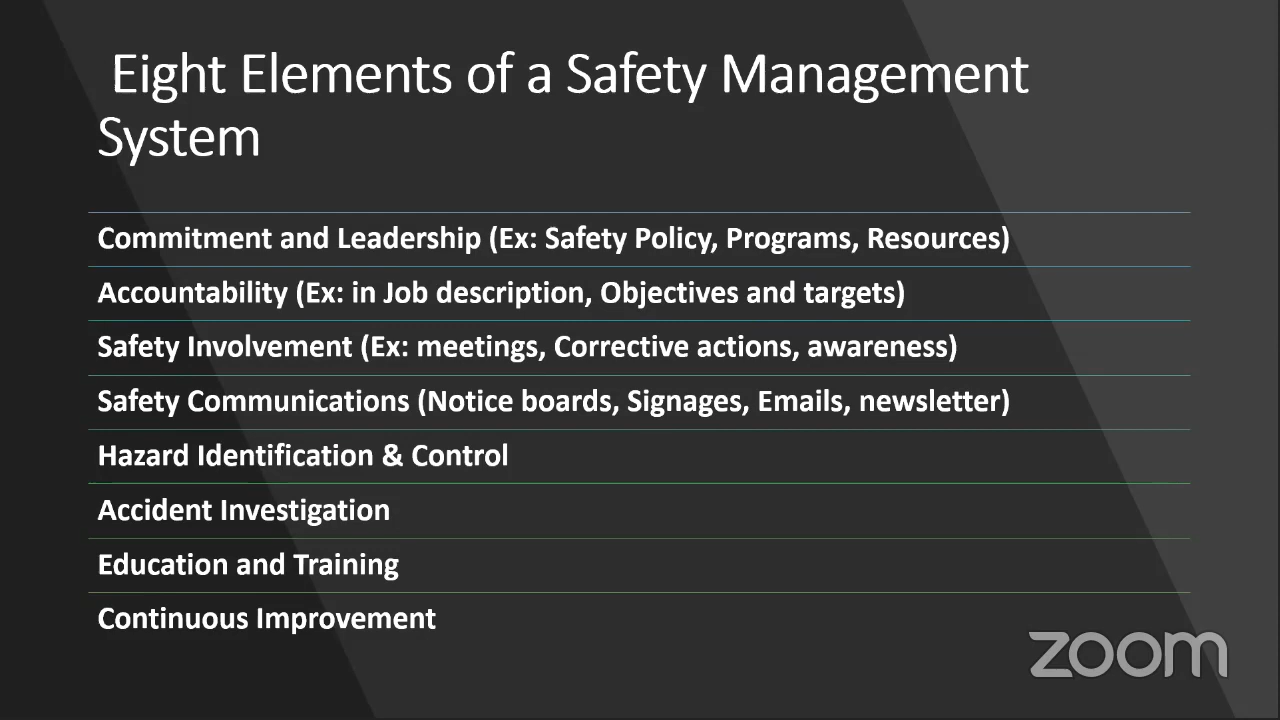 Eight Elements of a Safety Management
System
Commitment and Leadership (Ex: Safety Policy, Programs, Resources)
Accountability (Ex: in Job description, Objectives and targets)
Safety Involvement (Ex: meetings, Corrective actions, awareness)
Safety Communications (Notice boards, Signages, Emails, newsletter)
Hazard Identification & Control
Accident Investigation
Education and Training
Continuous Improvement
zoom